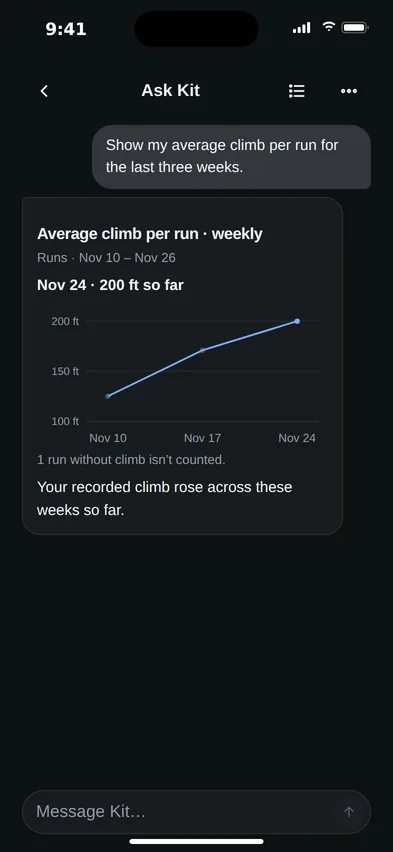 9:41
Ask Kit
Show my average climb per run for
the last three weeks.
Average climb per run · weekly
Runs · Nov 10 – Nov 26
Nov 24 · 200 ft so far
200 ft
150 ft
100 ft
Nov 10 Nov 17 Nov 24
1 run without climb isn’t counted.
Your recorded climb rose across these
weeks so far.
Message Kit…